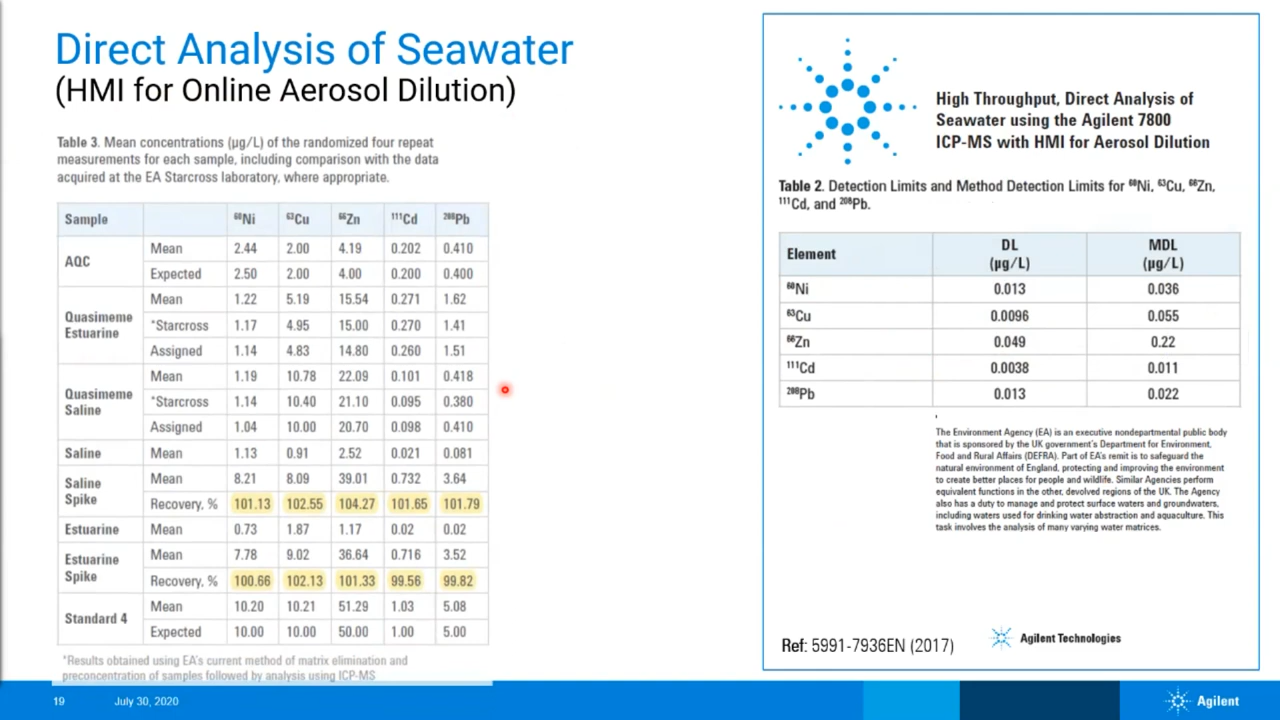 Direct Analysis of Seawater
(HMI for Online Aerosol Dilution)
Table 3. Mean concentrations (µg/L) of the randomized four repeat
measurements for each sample, including comparison with the data
acquired at the EA Starcross laboratory, where appropriate.
Sample ⁶⁰Ni ⁶³Cu ⁶⁶Zn ¹¹¹Cd ²⁰⁸Pb
AQC Mean 2.44 2.00 4.19 0.202 0.410
Expected 2.50 2.00 4.00 0.200 0.400
Quasimeme Estuarine Mean 1.22 5.19 15.54 0.271 1.62
*Starcross 1.17 4.95 15.00 0.270 1.41
Assigned 1.14 4.83 14.80 0.260 1.51
Quasimeme Saline Mean 1.19 10.78 22.09 0.101 0.418
*Starcross 1.14 10.40 21.10 0.095 0.380
Assigned 1.04 10.00 20.70 0.098 0.410
Saline Mean 1.13 0.91 2.52 0.021 0.081
Saline Spike Mean 8.21 8.09 39.01 0.732 3.64
Recovery, % 101.13 102.55 104.27 101.65 101.79
Estuarine Mean 0.73 1.87 1.17 0.02 0.02
Estuarine Spike Mean 7.78 9.02 36.64 0.716 3.52
Recovery, % 100.66 102.13 101.33 99.56 99.82
Standard 4 Mean 10.20 10.21 51.29 1.03 5.08
Expected 10.00 10.00 50.00 1.00 5.00
*Results obtained using EA's current method of matrix elimination and
preconcentration of samples followed by analysis using ICP-MS
High Throughput, Direct Analysis of
Seawater using the Agilent 7800
ICP-MS with HMI for Aerosol Dilution
Table 2. Detection Limits and Method Detection Limits for ⁶⁰Ni, ⁶³Cu, ⁶⁶Zn,
¹¹¹Cd, and ²⁰⁸Pb.
Element DL (µg/L) MDL (µg/L)
⁶⁰Ni 0.013 0.036
⁶³Cu 0.0096 0.055
⁶⁶Zn 0.049 0.22
¹¹¹Cd 0.0038 0.011
²⁰⁸Pb 0.013 0.022
The Environment Agency (EA) is an executive nondepartmental public body
that is sponsored by the UK government's Department for Environment,
Food and Rural Affairs (DEFRA). Part of EA's remit is to safeguard the
natural environment of England, protecting and improving the environment
to create better places for people and wildlife. Similar Agencies perform
equivalent functions in the other, devolved regions of the UK. The Agency
also has a duty to manage and protect surface waters and groundwaters,
including waters used for drinking water abstraction and aquaculture. This
task involves the analysis of many varying water matrices.
Ref: 5991-7936EN (2017)
Agilent Technologies
19 July 30, 2020
Agilent